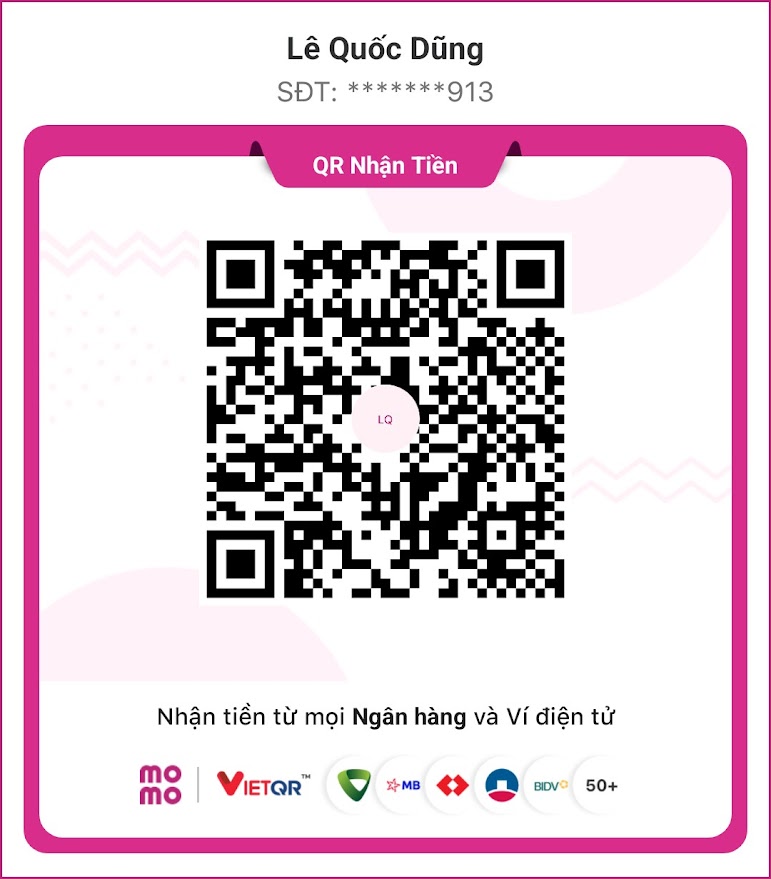 Lê Quốc Dũng
SĐT: *******913
QR Nhận Tiền
LQ
Nhận tiền từ mọi Ngân hàng và Ví điện tử
mo mo VIETQR™ MB BIDV 50+